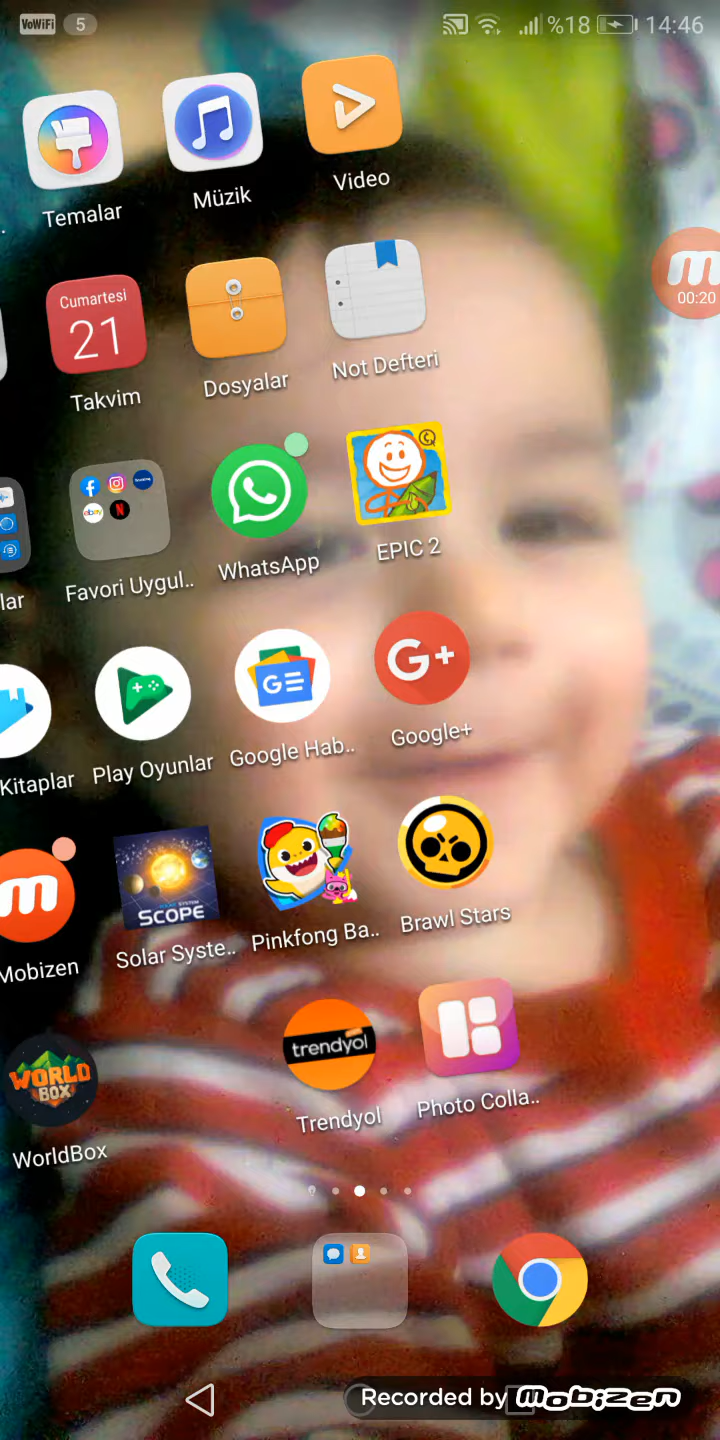 VoWiFi 5 %18 14:46
Temalar
Müzik
Video
00:20
Cumartesi
21
Takvim
Dosyalar
Not Defteri
ebay
N
lar
Favori Uygul..
WhatsApp
EPIC 2
GE
G+
Kitaplar
Play Oyunlar
Google Hab..
Google+
m
SCOPE
Mobizen
Solar Syste..
Pinkfong Ba..
Brawl Stars
WORLD
BOX
trendyol
WorldBox
Trendyol
Photo Colla..
Recorded by mobizen